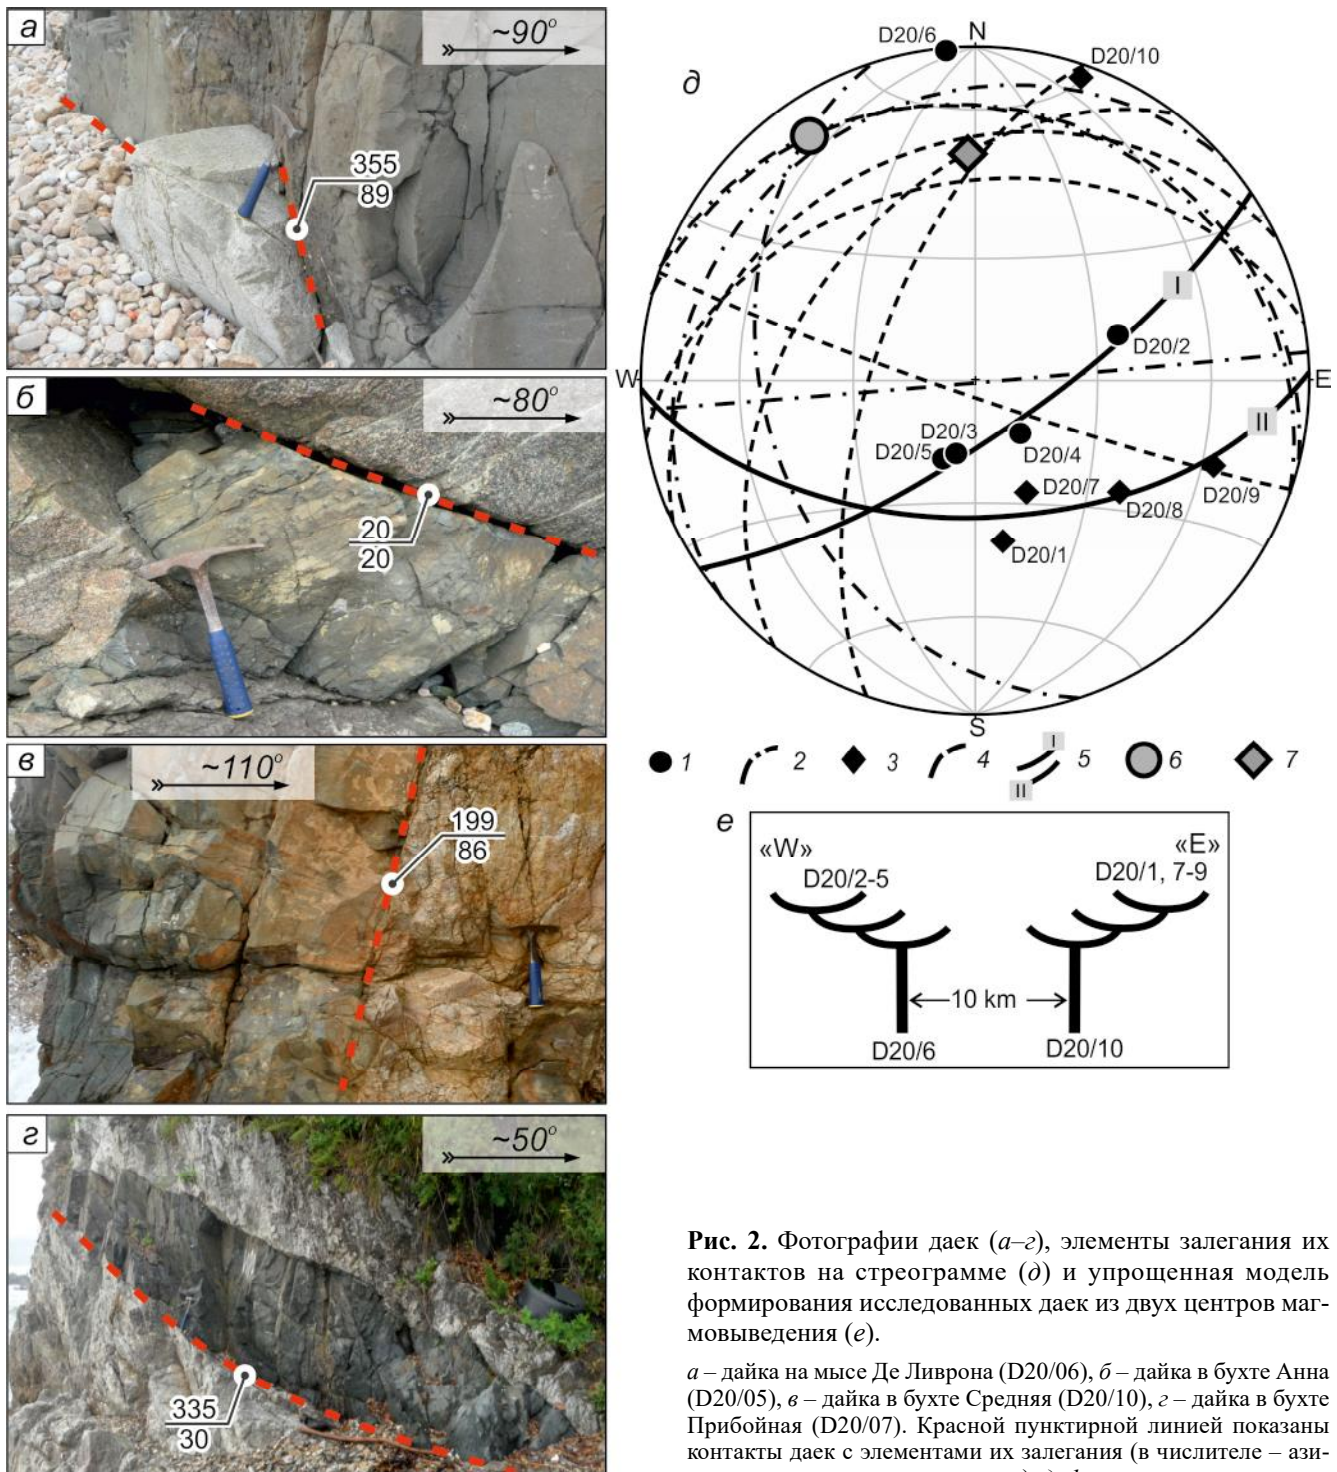 а
~90°
355
89
б
~80°
20
20
в
~110°
199
86
г
~50°
335
30
д
N
D20/6
D20/10
I
D20/2
W
E
II
D20/3
D20/5
D20/4
D20/7
D20/8
D20/9
D20/1
S
1
2
3
4
I
II
5
6
7
е
«W»
«E»
D20/2-5
D20/1, 7-9
10 km
D20/6
D20/10
Рис. 2. Фотографии даек (а–г), элементы залегания их
контактов на стреограмме (д) и упрощенная модель
формирования исследованных даек из двух центров маг-
мовыведения (е).
а – дайка на мысе Де Ливрона (D20/06), б – дайка в бухте Анна
(D20/05), в – дайка в бухте Средняя (D20/10), г – дайка в бухте
Прибойная (D20/07). Красной пунктирной линией показаны
контакты даек с элементами их залегания (в числителе – ази-